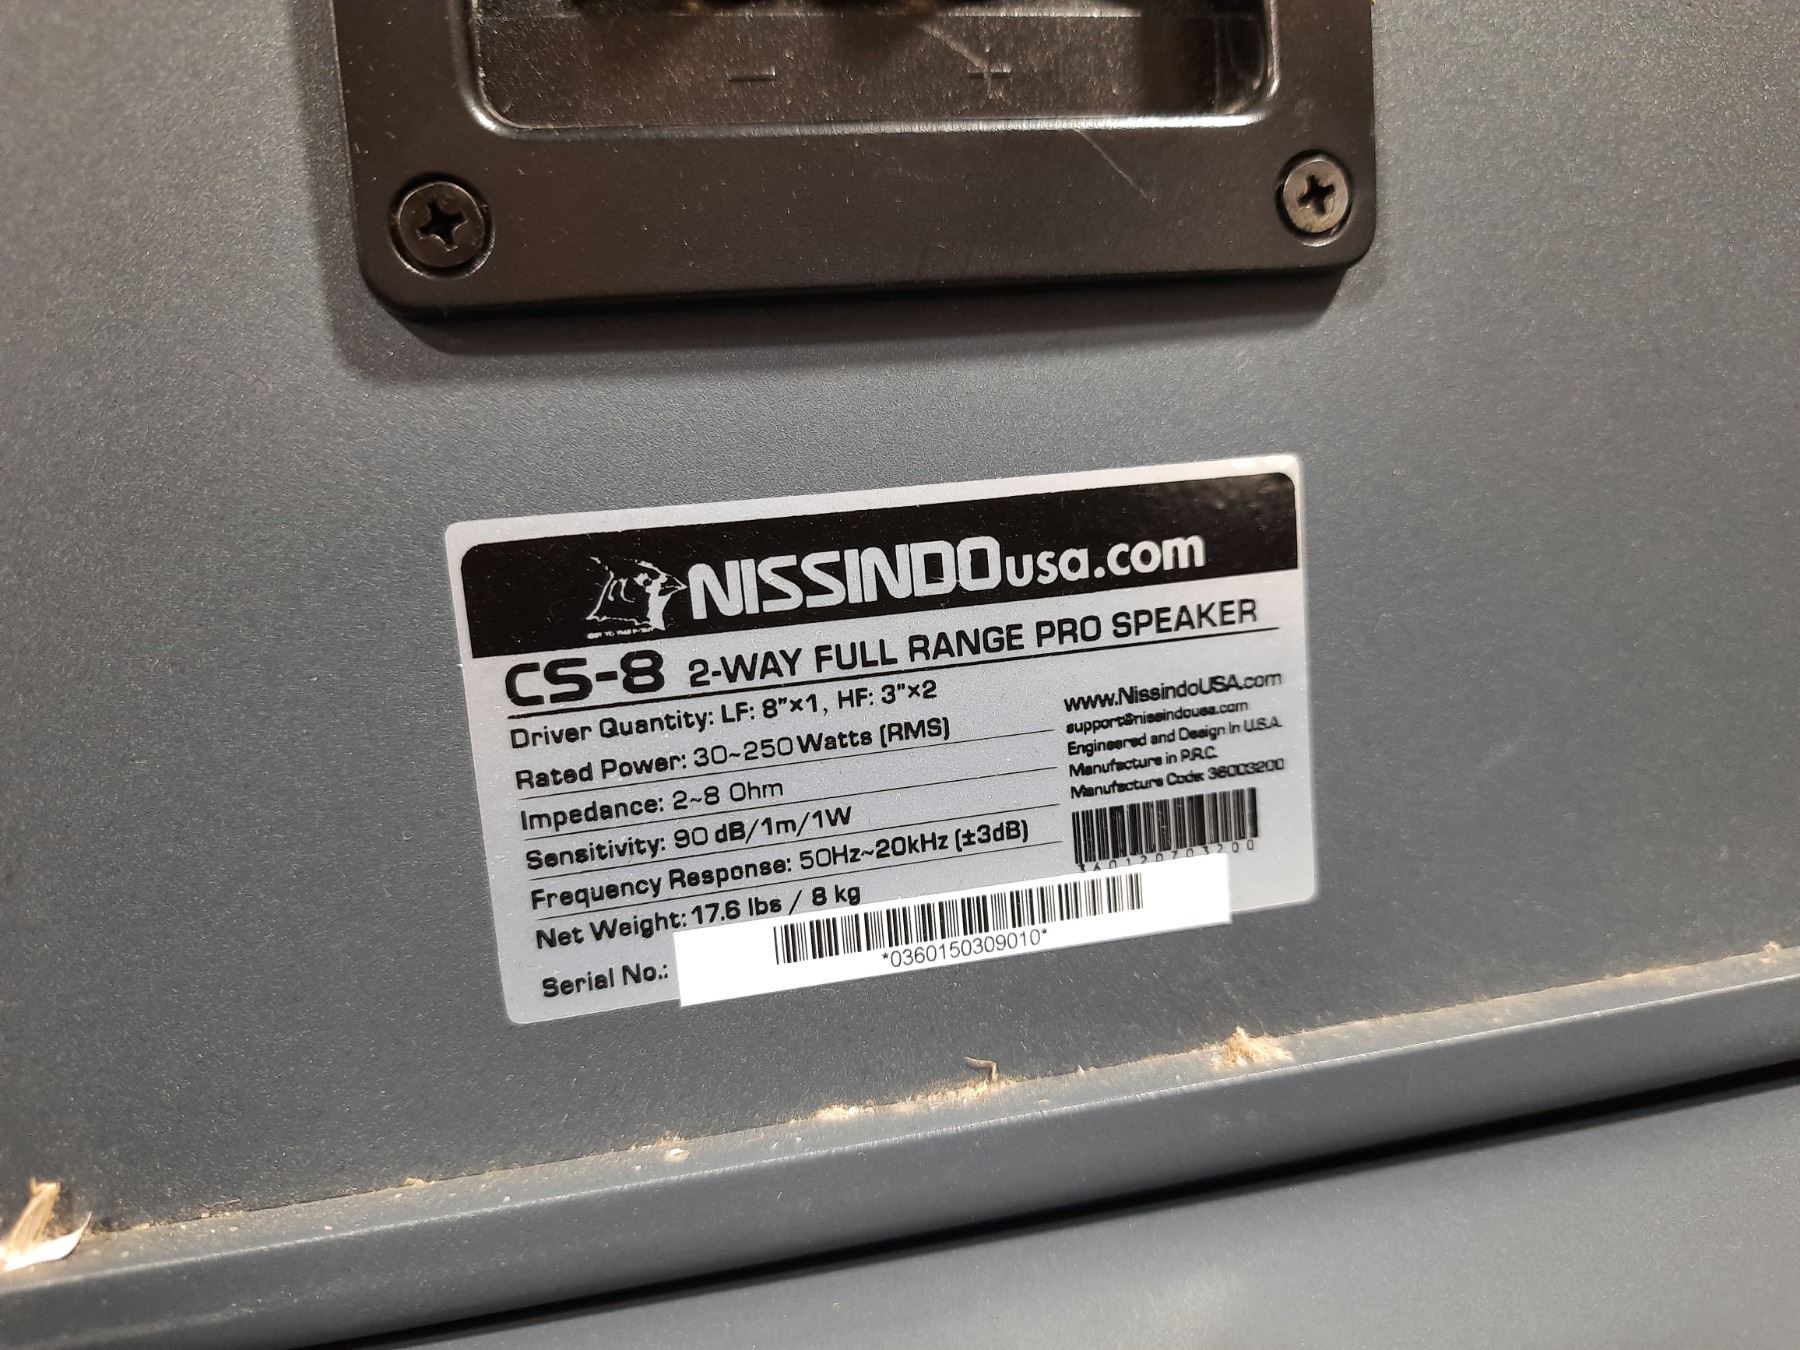 - +
NISSINDOusa.com
CS-8 2-WAY FULL RANGE PRO SPEAKER
Driver Quantity: LF: 8"×1, HF: 3"×2
Rated Power: 30~250Watts (RMS)
Impedance: 2~8 Ohm
Sensitivity: 90 dB/1m/1W
Frequency Response: 50Hz~20kHz (±3dB)
Net Weight: 17.6 lbs / 8 kg
Serial No.:
*0360150309010*
www.NissindoUSA.com
support@nissindousa.com
Engineered and Design In U.S.A.
Manufacture in P.R.C.
Manufacture Code: 36003200